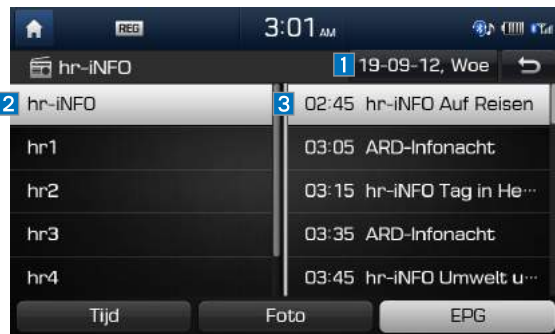 REG 3:01 AM
hr-iNFO 1 19-09-12, Woe
2 hr-iNFO 3 02:45 hr-iNFO Auf Reisen
hr1 03:05 ARD-Infonacht
hr2 03:15 hr-iNFO Tag in He···
hr3 03:35 ARD-Infonacht
hr4 03:45 hr-iNFO Umwelt u···
Tijd Foto EPG